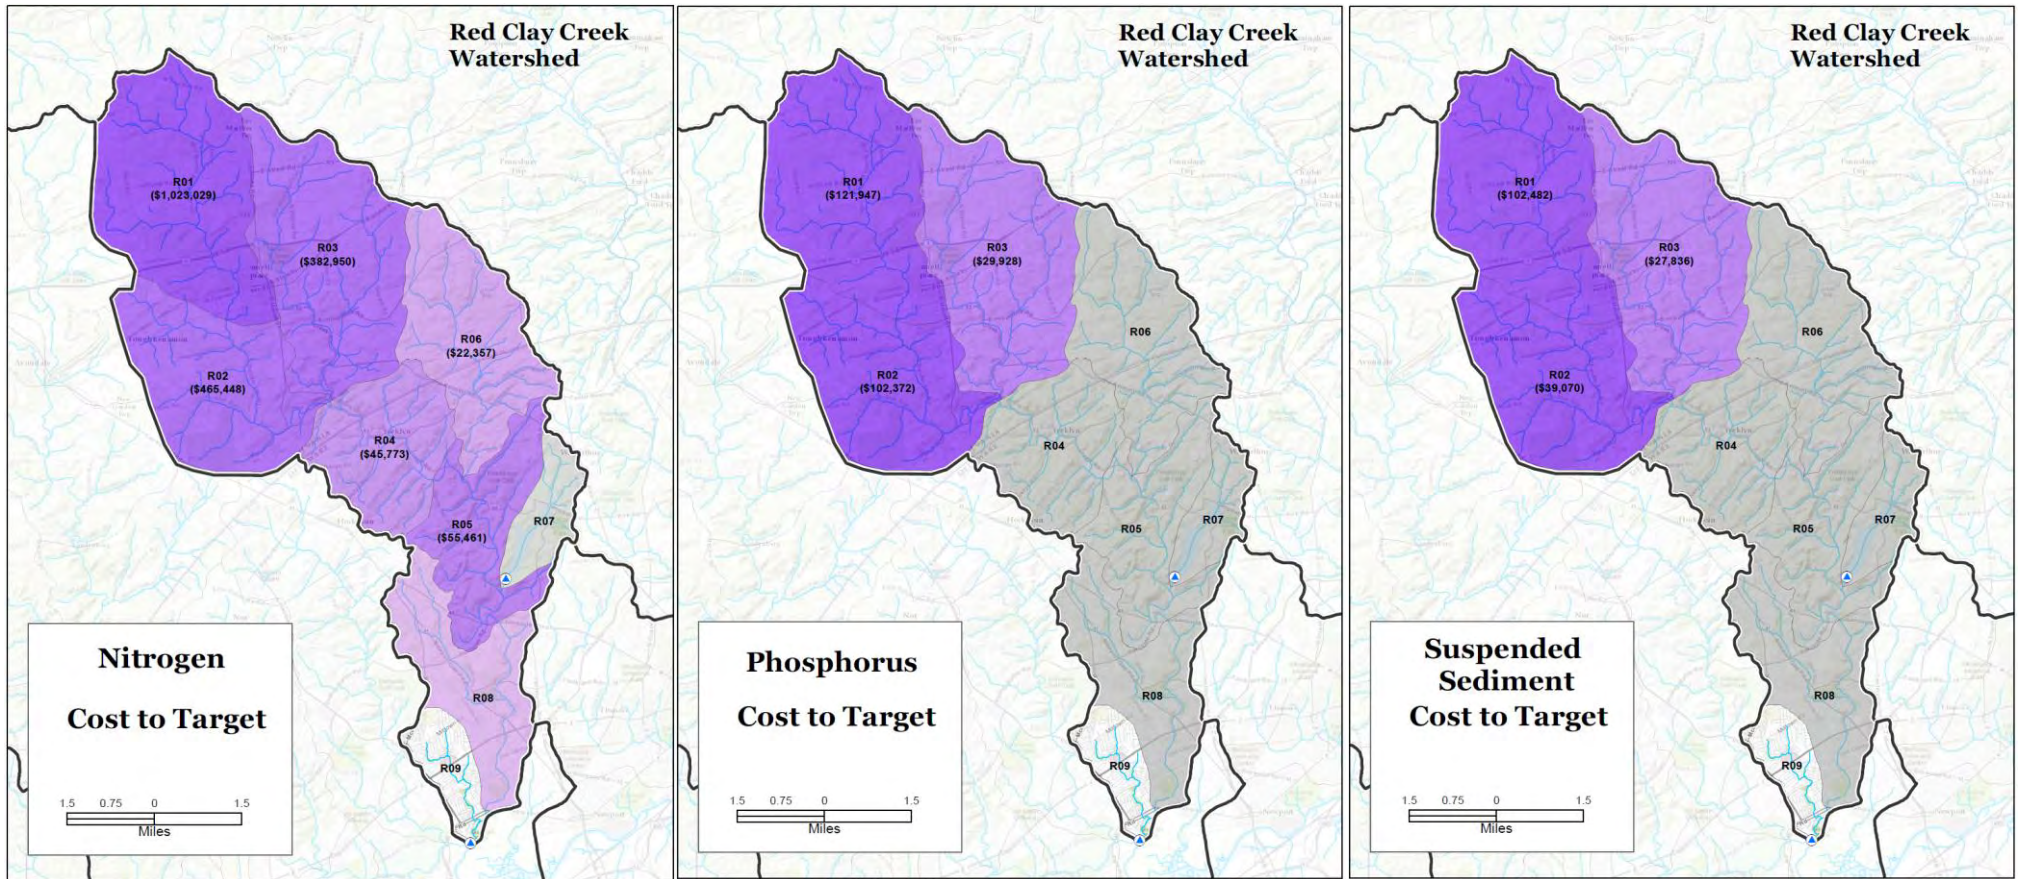 Red Clay Creek
Watershed
R01
($1,023,029)
R03
($382,950)
R06
($22,357)
R02
($465,448)
R04
($45,773)
R05
($55,461)
R07
R08
R09
Nitrogen
Cost to Target
1.5 0.75 0 1.5
Miles
Red Clay Creek
Watershed
R01
($121,947)
R03
($29,928)
R06
R02
($102,372)
R04
R05
R07
R08
R09
Phosphorus
Cost to Target
1.5 0.75 0 1.5
Miles
Red Clay Creek
Watershed
R01
($102,482)
R03
($27,836)
R06
R02
($39,070)
R04
R05
R07
R08
R09
Suspended
Sediment
Cost to Target
1.5 0.75 0 1.5
Miles